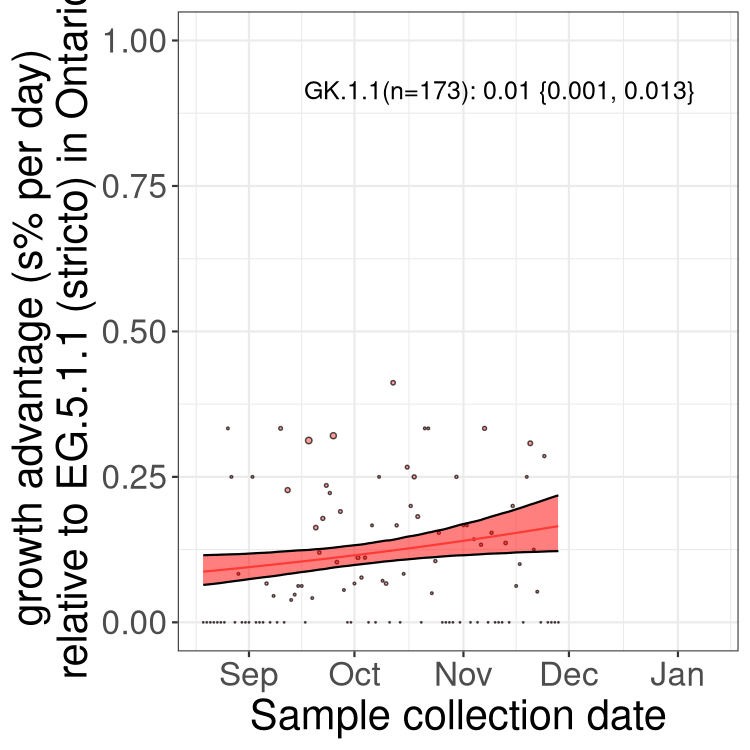 growth advantage (s% per day)
relative to EG.5.1.1 (stricto) in Ontario
1.00
0.75
0.50
0.25
0.00
GK.1.1(n=173): 0.01 {0.001, 0.013}
Sep Oct Nov Dec Jan
Sample collection date